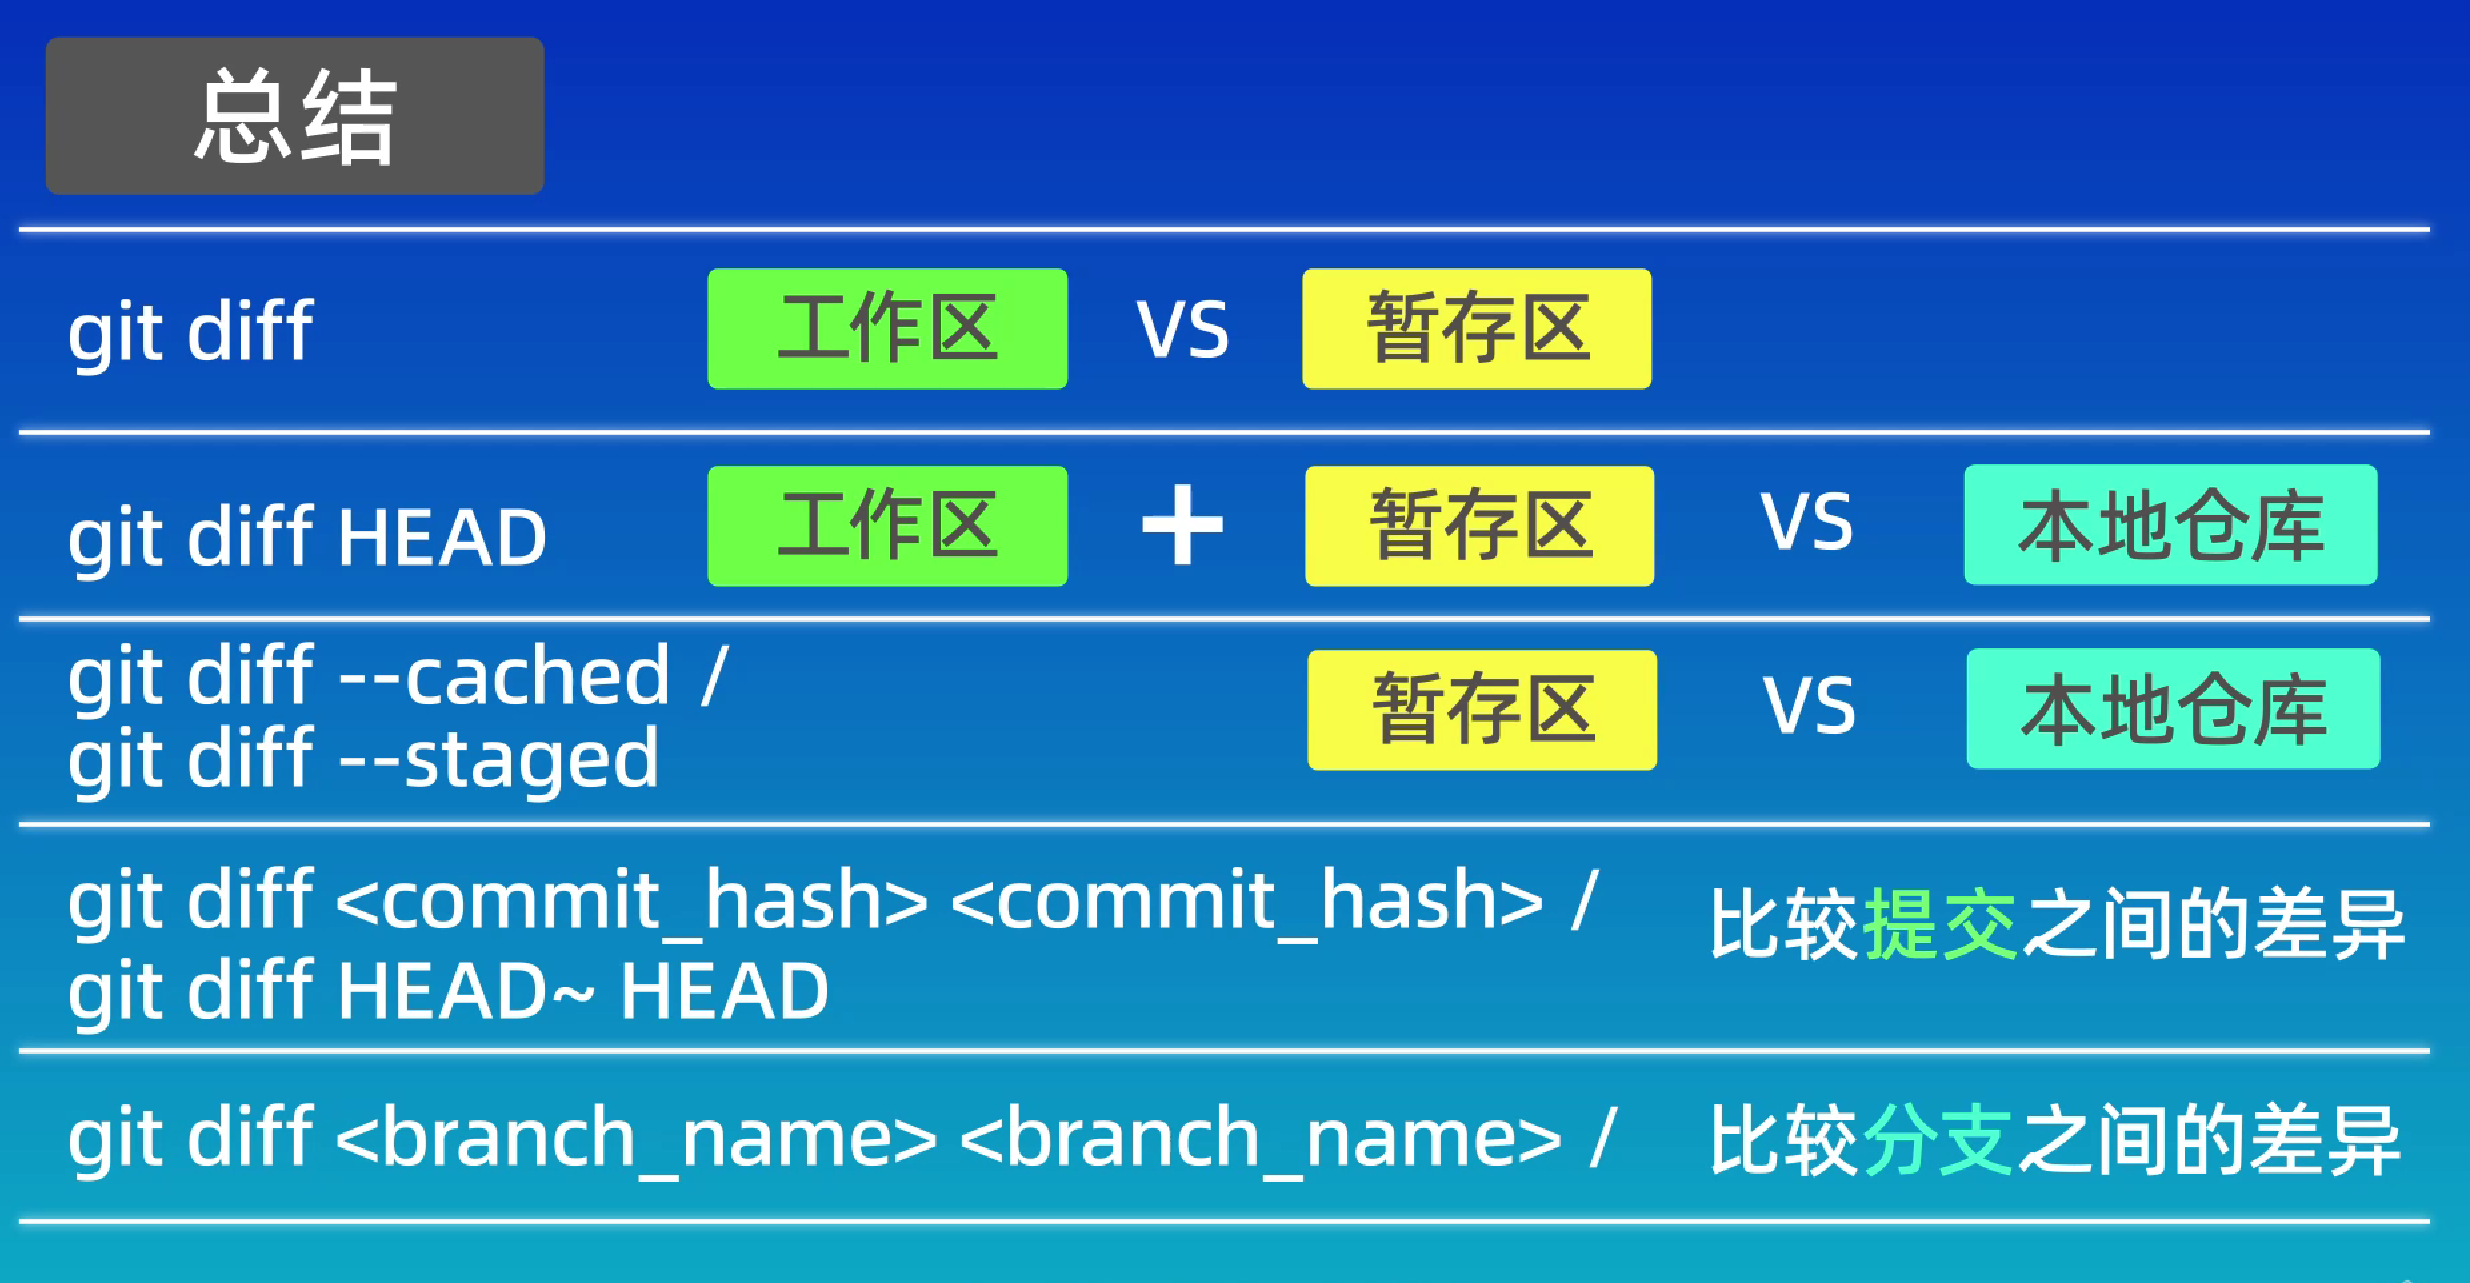 总结
git diff 工作区 VS 暂存区
git diff HEAD 工作区 + 暂存区 VS 本地仓库
git diff --cached /
git diff --staged
暂存区 VS 本地仓库
git diff <commit_hash> <commit_hash> /
git diff HEAD~ HEAD
比较提交之间的差异
git diff <branch_name> <branch_name> / 比较分支之间的差异